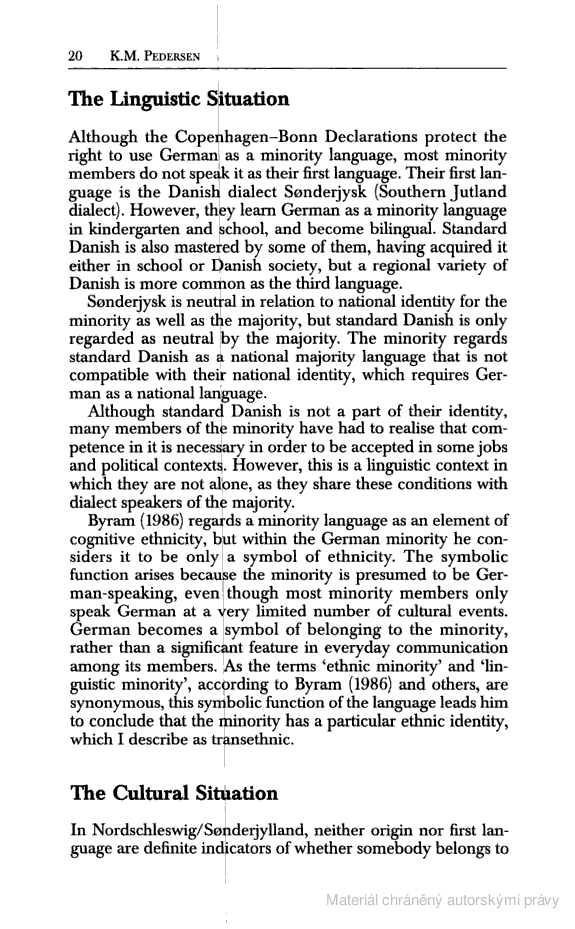 20 K.M. PEDERSEN
The Linguistic Situation
Although the Copenhagen–Bonn Declarations protect the
right to use German as a minority language, most minority
members do not speak it as their first language. Their first lan-
guage is the Danish dialect Sønderjysk (Southern Jutland
dialect). However, they learn German as a minority language
in kindergarten and school, and become bilingual. Standard
Danish is also mastered by some of them, having acquired it
either in school or Danish society, but a regional variety of
Danish is more common as the third language.
Sønderjysk is neutral in relation to national identity for the
minority as well as the majority, but standard Danish is only
regarded as neutral by the majority. The minority regards
standard Danish as a national majority language that is not
compatible with their national identity, which requires Ger-
man as a national language.
Although standard Danish is not a part of their identity,
many members of the minority have had to realise that com-
petence in it is necessary in order to be accepted in some jobs
and political contexts. However, this is a linguistic context in
which they are not alone, as they share these conditions with
dialect speakers of the majority.
Byram (1986) regards a minority language as an element of
cognitive ethnicity, but within the German minority he con-
siders it to be only a symbol of ethnicity. The symbolic
function arises because the minority is presumed to be Ger-
man-speaking, even though most minority members only
speak German at a very limited number of cultural events.
German becomes a symbol of belonging to the minority,
rather than a significant feature in everyday communication
among its members. As the terms ‘ethnic minority’ and ‘lin-
guistic minority’, according to Byram (1986) and others, are
synonymous, this symbolic function of the language leads him
to conclude that the minority has a particular ethnic identity,
which I describe as transethnic.
The Cultural Situation
In Nordschleswig/Sønderjylland, neither origin nor first lan-
guage are definite indicators of whether somebody belongs to
Materiál chráněný autorskými právy